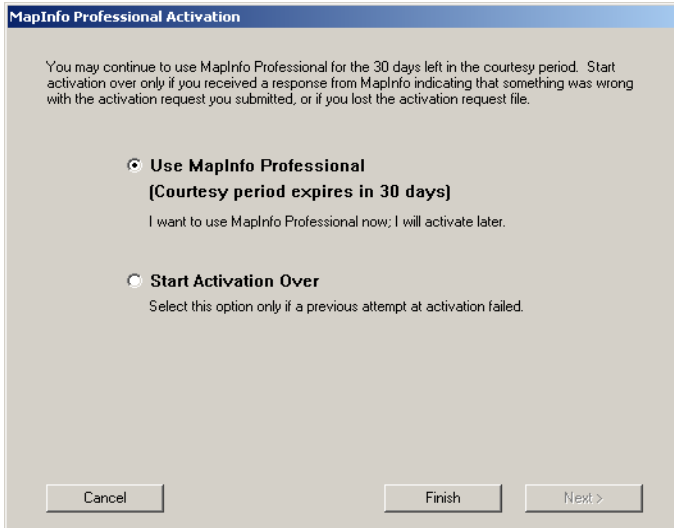 MapInfo Professional Activation
You may continue to use MapInfo Professional for the 30 days left in the courtesy period. Start
activation over only if you received a response from MapInfo indicating that something was wrong
with the activation request you submitted, or if you lost the activation request file.
Use MapInfo Professional
(Courtesy period expires in 30 days)
I want to use MapInfo Professional now; I will activate later.
Start Activation Over
Select this option only if a previous attempt at activation failed.
Cancel
Finish
Next >